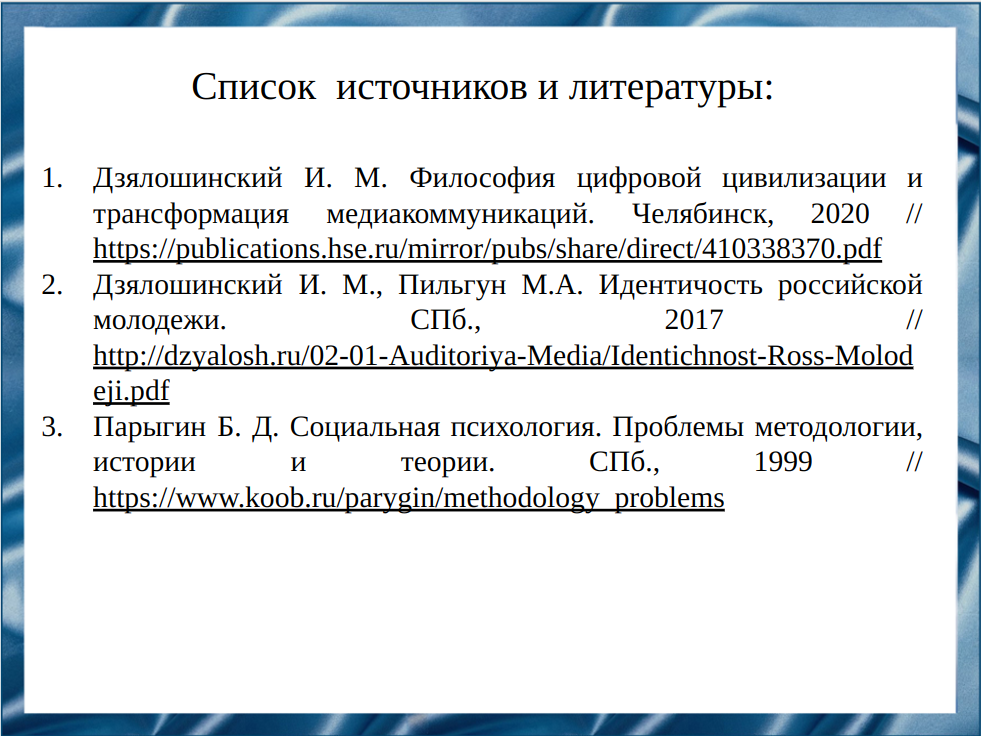 Список источников и литературы:
1. Дзялошинский И. М. Философия цифровой цивилизации и
трансформация медиакоммуникаций. Челябинск, 2020 //
https://publications.hse.ru/mirror/pubs/share/direct/410338370.pdf
2. Дзялошинский И. М., Пильгун М.А. Идентичость российской
молодежи. СПб., 2017 //
http://dzyalosh.ru/02-01-Auditoriya-Media/Identichnost-Ross-Molod
eji.pdf
3. Парыгин Б. Д. Социальная психология. Проблемы методологии,
истории и теории. СПб., 1999 //
https://www.koob.ru/parygin/methodology_problems